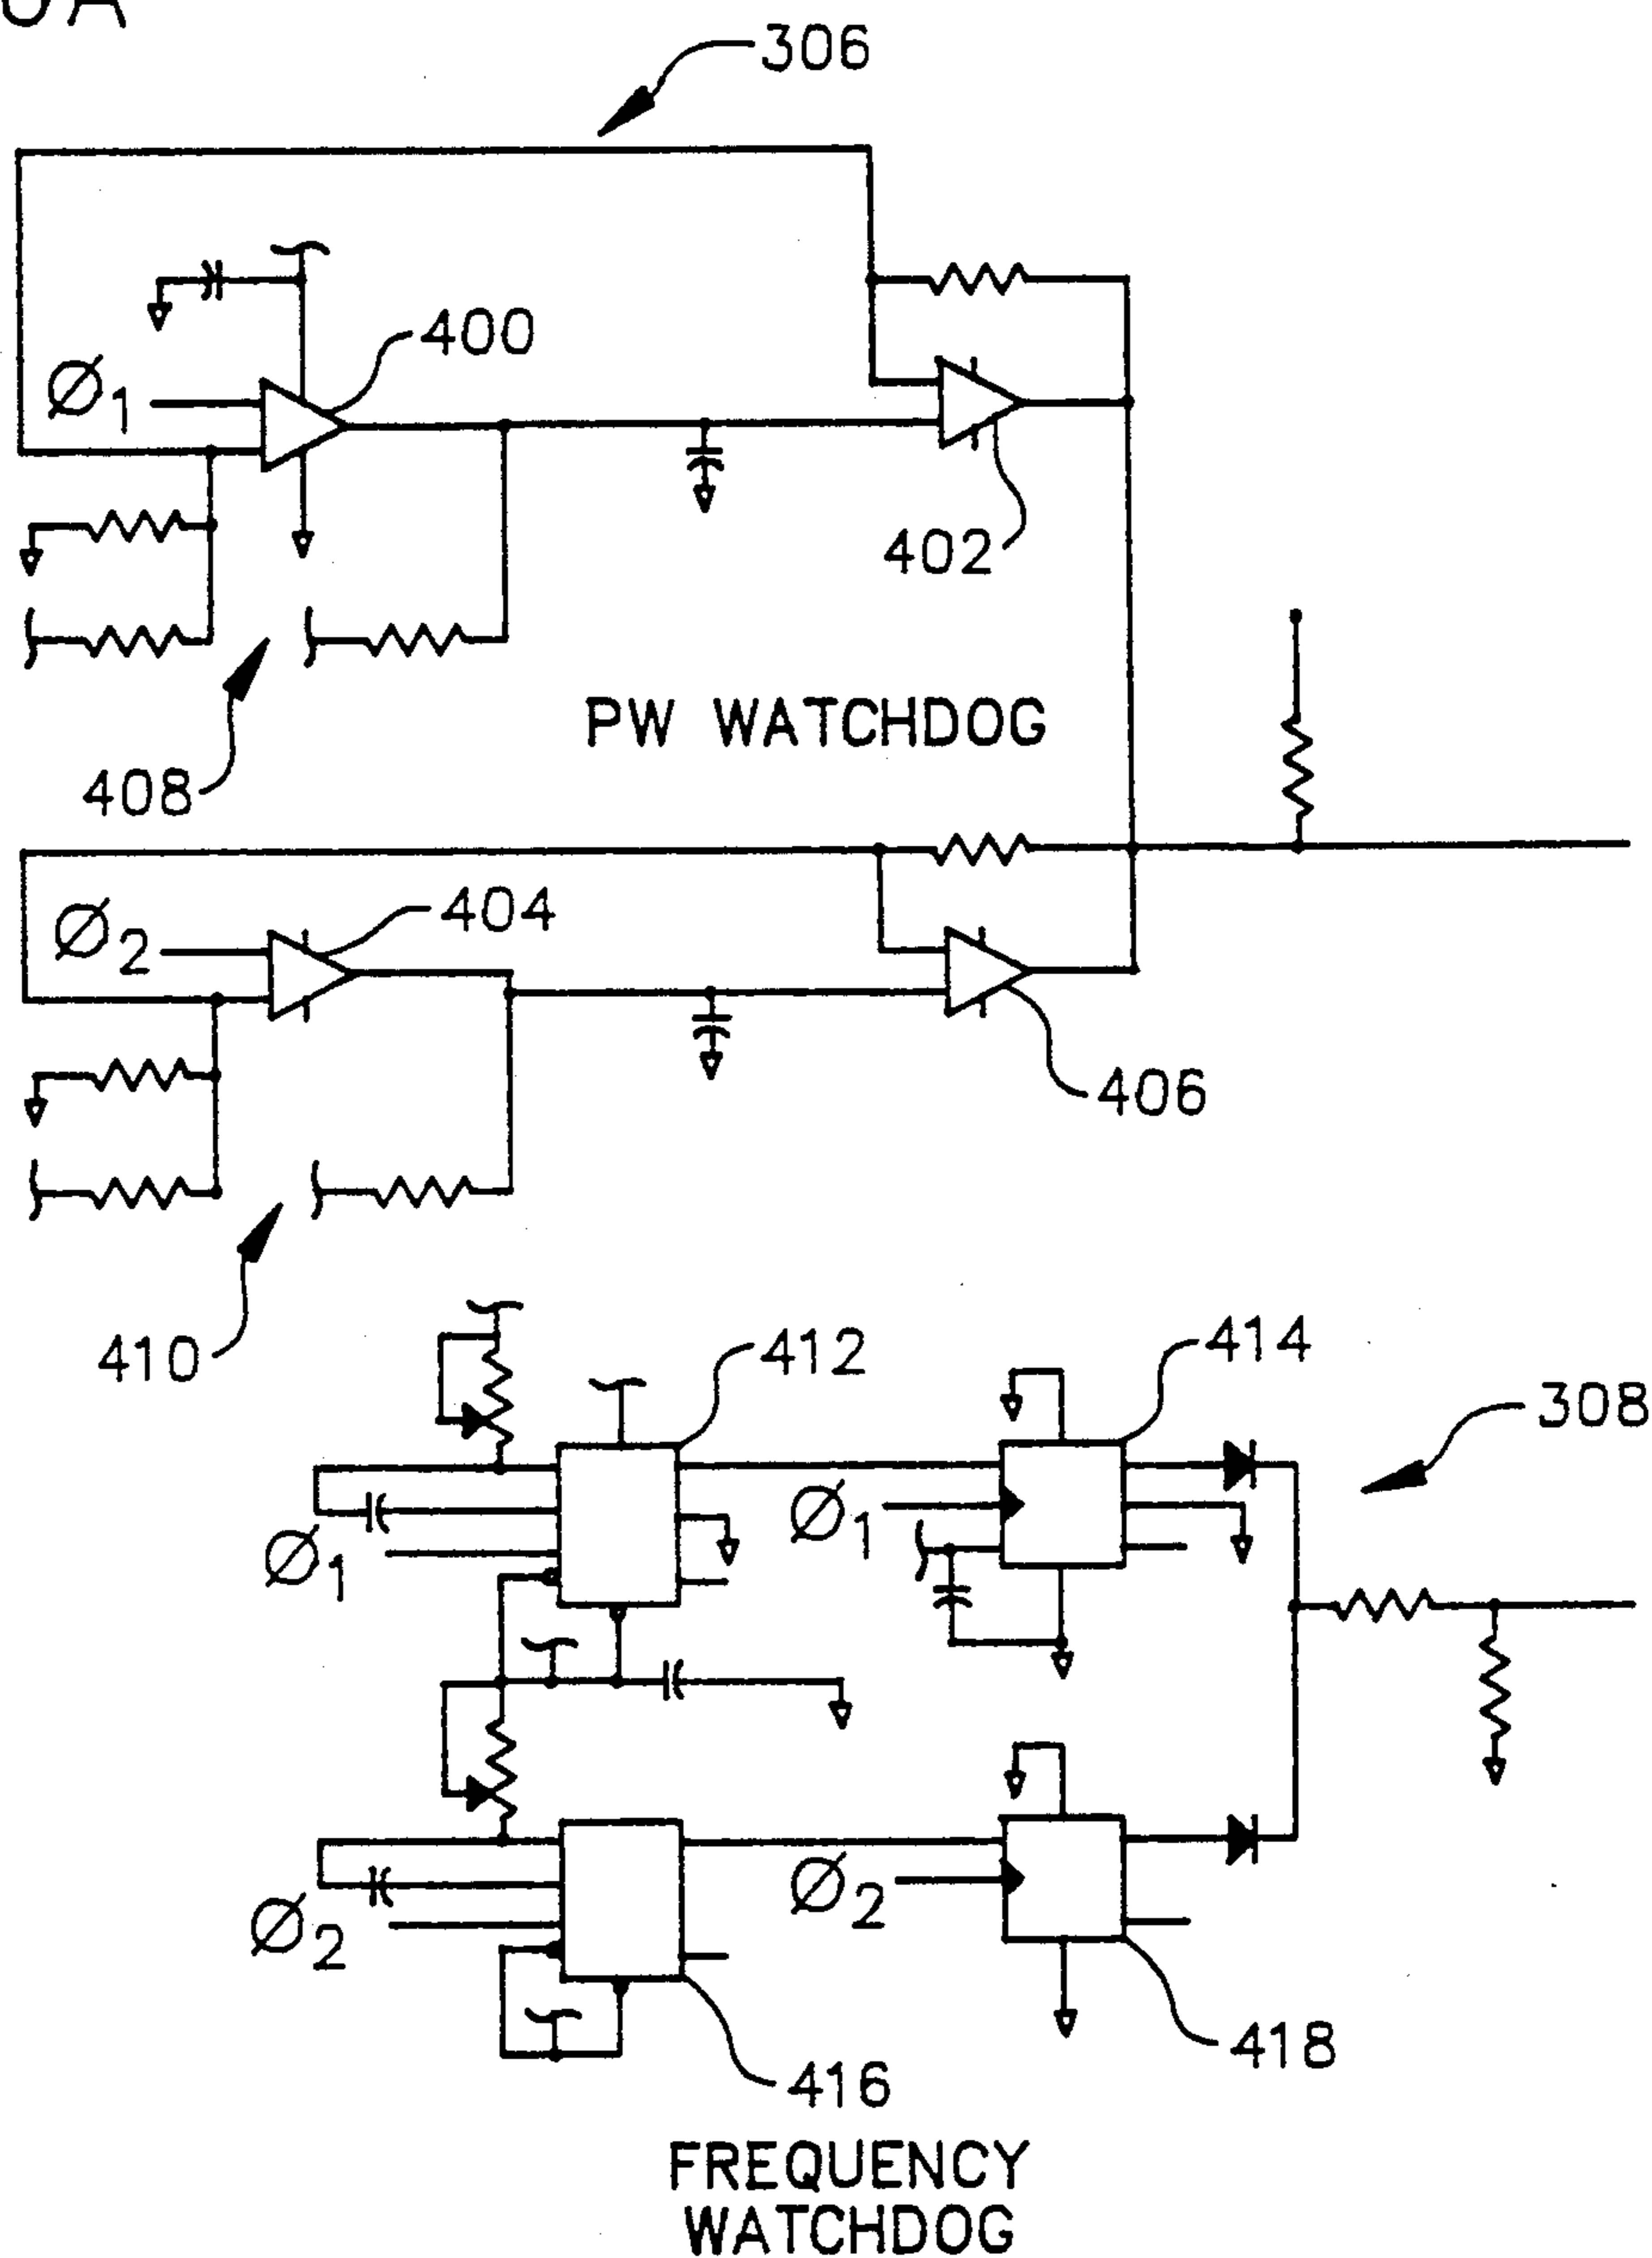 306
400
Ø1
402
PW WATCHDOG
408
Ø2
404
406
410
412
414
308
Ø1
Ø1
Ø2
Ø2
416
418
FREQUENCY
WATCHDOG